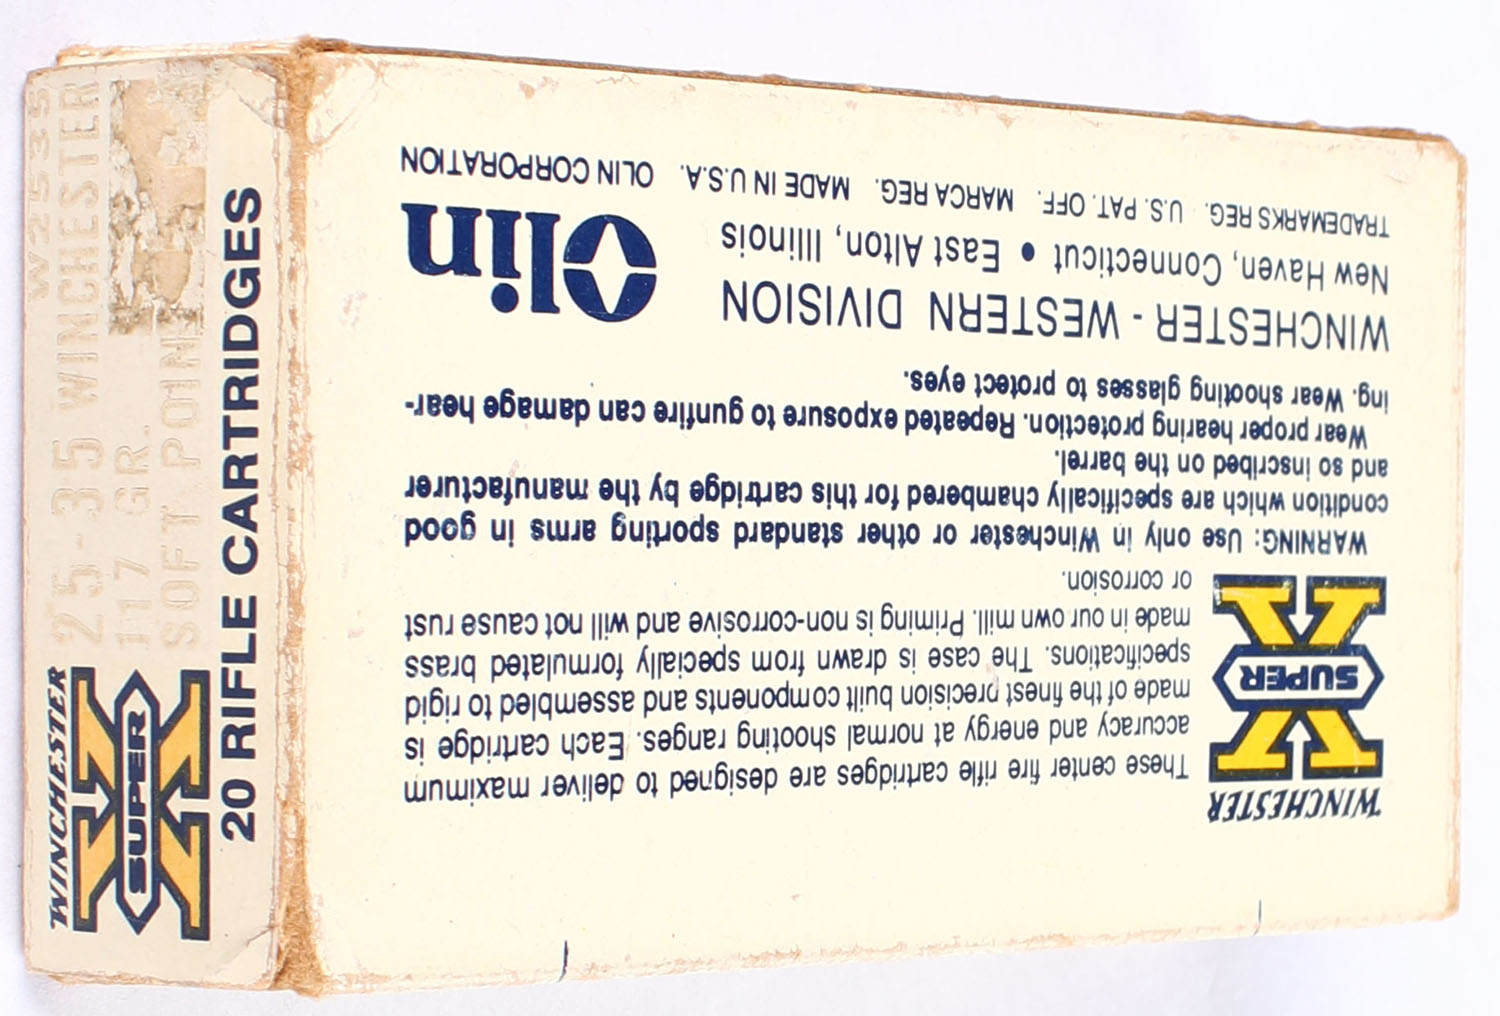 W2535
25-35 WINCHESTER
117 GR.
SOFT POINT
WINCHESTER
SUPER
X
20 RIFLE CARTRIDGES
WINCHESTER
SUPER
X
These center fire rifle cartridges are designed to deliver maximum
accuracy and energy at normal shooting ranges. Each cartridge is
made of the finest precision built components and assembled to rigid
specifications. The case is drawn from specially formulated brass
made in our own mill. Priming is non-corrosive and will not cause rust
or corrosion.
WARNING: Use only in Winchester or other standard sporting arms in good
condition which are specifically chambered for this cartridge by the manufacturer
and so inscribed on the barrel.
Wear proper hearing protection. Repeated exposure to gunfire can damage hear-
ing. Wear shooting glasses to protect eyes.
WINCHESTER - WESTERN DIVISION
New Haven, Connecticut • East Alton, Illinois
Olin
TRADEMARKS REG. U.S. PAT. OFF. MARCA REG. MADE IN U.S.A. OLIN CORPORATION